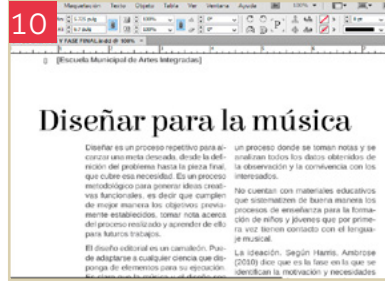 10
Maquetación Texto Objeto Tabla Ver Ventana Ayuda
100%
0°
0°
100%
[Escuela Municipal de Artes Integradas]
Diseñar para la música
Diseñar es un proceso repetitivo para al-
canzar una meta deseada, desde la defi-
nición del problema hasta la pieza final,
que cubre esa necesidad. Es un proceso
metodológico para generar ideas creati-
vas funcionales, es decir que cumplen
de mejor manera los objetivos previa-
mente establecidos, tomar nota acerca
del proceso realizado y aprender de ello
para futuros trabajos.
El diseño editorial es un camaleón. Pue-
de adaptarse a cualquier ciencia que dis-
ponga de elementos para su ejecución.
un proceso donde se toman notas y se
analizan todos los datos obtenidos de
la observación y la convivencia con los
interesados.
No cuentan con materiales educativos
que sistematizen de buena manera los
procesos de enseñanza para la forma-
ción de niños y jóvenes que por prime-
ra vez tienen contacto con el lengua-
je musical.
La ideación. Según Harris, Ambrose
(2010) dice que es la fase en la que se
identifican la motivación y necesidades